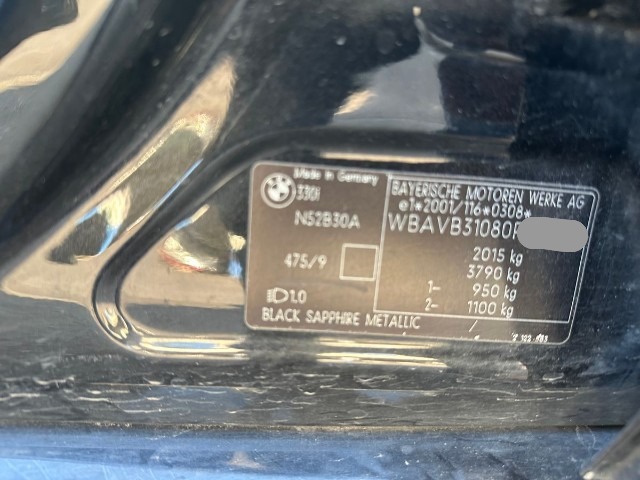 Made in Germany
330i
N52B30A
475/9
1.0
BLACK SAPPHIRE METALLIC
BAYERISCHE MOTOREN WERKE AG
e1*2001/116*0308*
WBAVB31080P
2015 kg
3790 kg
1- 950 kg
2- 1100 kg
/